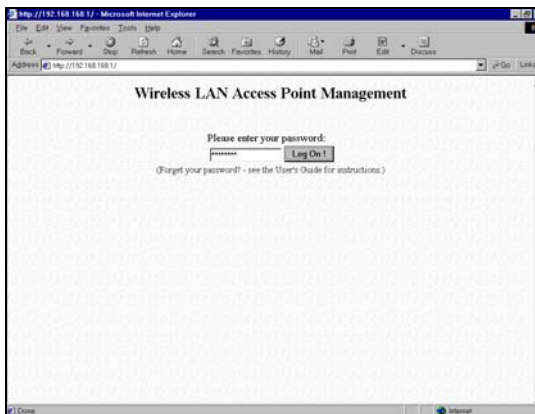 http://192.168.168.1/ - Microsoft Internet Explorer
File Edit View Favorites Tools Help
Back Forward Stop Refresh Home Search Favorites History Mail Print Edit Discuss
Address http://192.168.168.1/ Go Links
Wireless LAN Access Point Management
Please enter your password:
******** Log On !
(Forget your password? - see the User's Guide for instructions.)
Done Internet